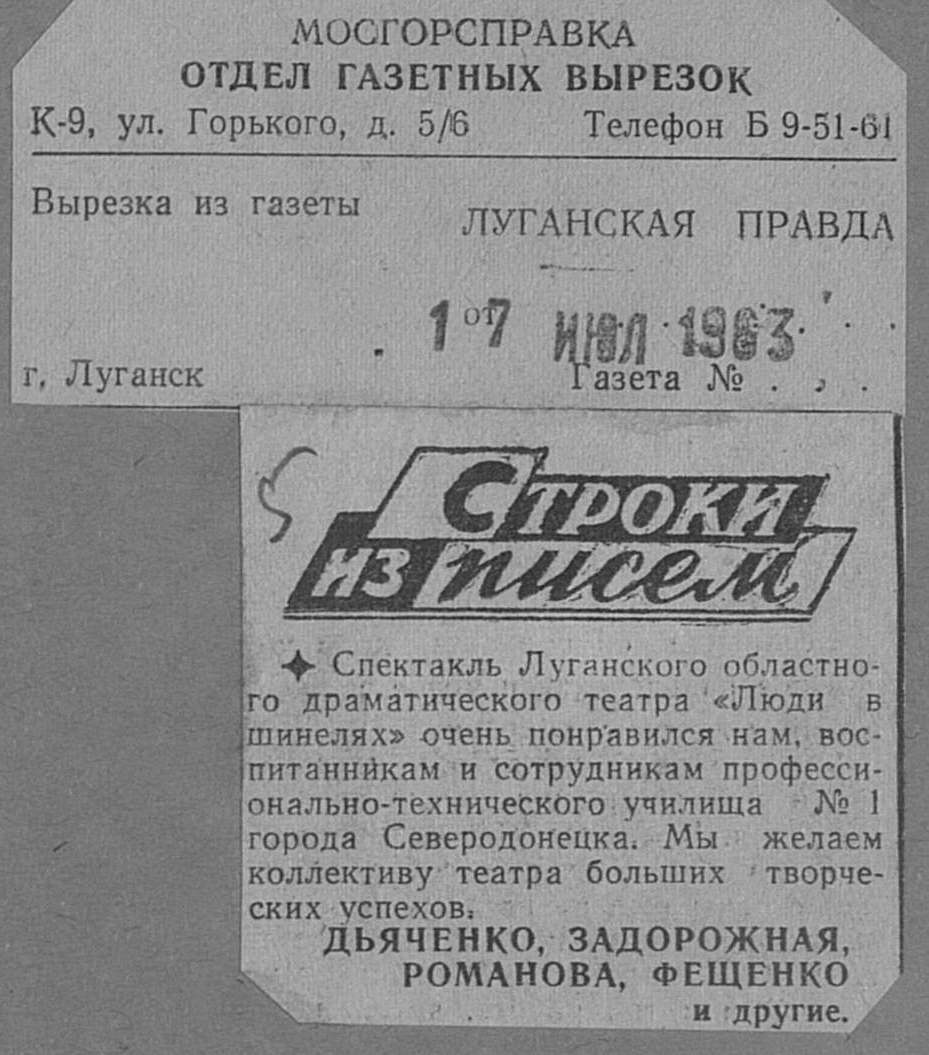 МОСГОРСПРАВКА
ОТДЕЛ ГАЗЕТНЫХ ВЫРЕЗОК
К-9, ул. Горького, д. 5/6 Телефон Б 9-51-61
Вырезка из газеты
ЛУГАНСКАЯ ПРАВДА
от 17 ИЮЛ 1963
г. Луганск Газета № . . .
СТРОКИ
ИЗ писем
Спектакль Луганского областно-
го драматического театра «Люди в
шинелях» очень понравился нам, вос-
питанникам и сотрудникам професси-
онально-технического училища № 1
города Северодонецка. Мы желаем
коллективу театра больших творче-
ских успехов.
ДЬЯЧЕНКО, ЗАДОРОЖНАЯ,
РОМАНОВА, ФЕЩЕНКО
и другие.